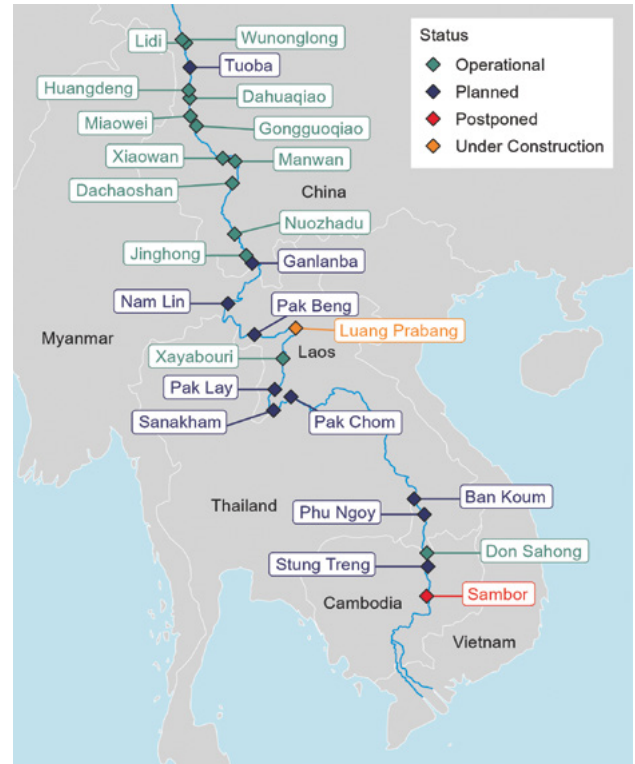 Status
Operational
Planned
Postponed
Under Construction
Lidi
Wunonglong
Tuoba
Huangdeng
Dahuaqiao
Miaowei
Gongguoqiao
Xiaowan
Manwan
Dachaoshan
China
Nuozhadu
Jinghong
Ganlanba
Nam Lin
Pak Beng
Myanmar
Luang Prabang
Laos
Xayabouri
Pak Lay
Sanakham
Pak Chom
Thailand
Ban Koum
Phu Ngoy
Don Sahong
Stung Treng
Sambor
Cambodia
Vietnam